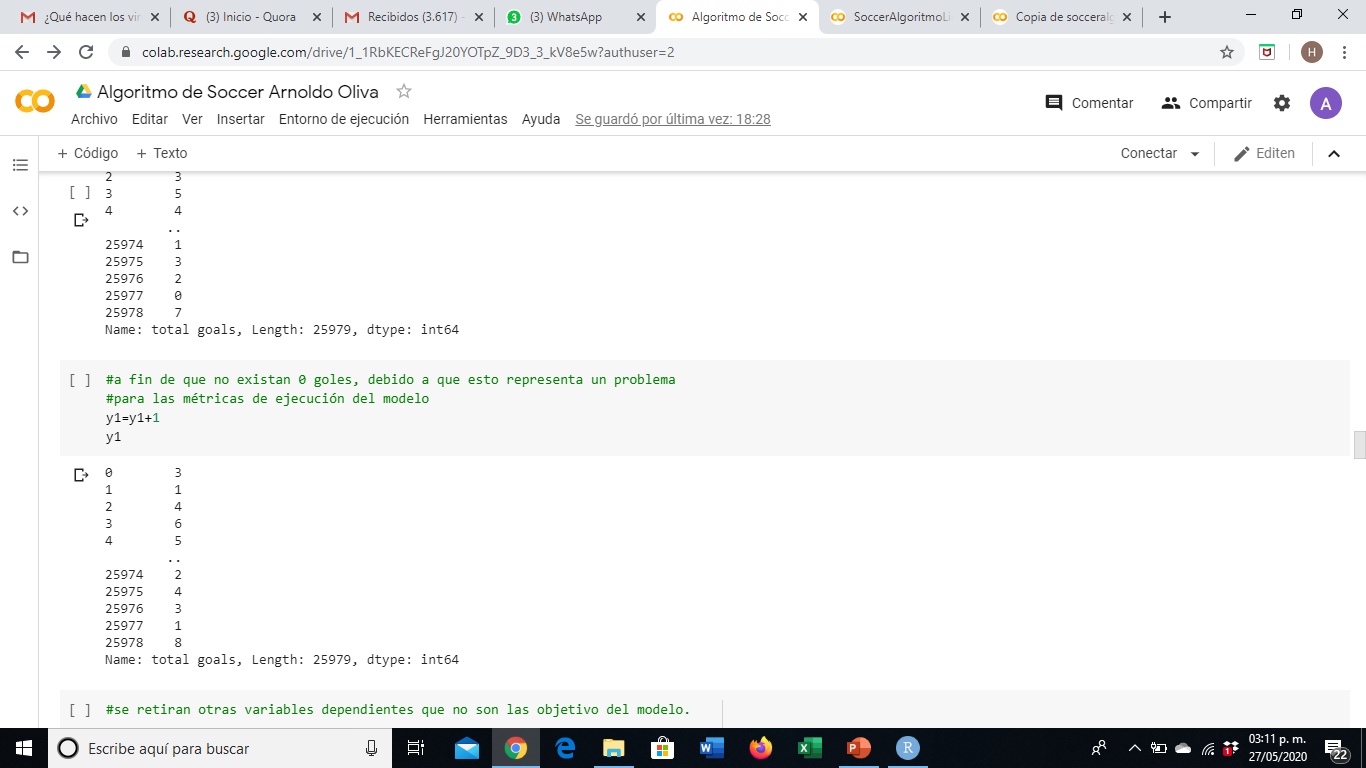 ¿Qué hacen los vir
(3) Inicio - Quora
Recibidos (3.617) -
(3) WhatsApp
Algoritmo de Socc
SoccerAlgoritmoLi
Copia de socceralg
colab.research.google.com/drive/1_1RbKECReFgJ20YOTpZ_9D3_3_kV8e5w?authuser=2
H
Algoritmo de Soccer Arnoldo Oliva
Comentar
Compartir
A
Archivo Editar Ver Insertar Entorno de ejecución Herramientas Ayuda Se guardó por última vez: 18:28
+ Código + Texto
Conectar
Editen
2 3
[ ] 3 5
4 4
..
25974 1
25975 3
25976 2
25977 0
25978 7
Name: total goals, Length: 25979, dtype: int64
[ ] #a fin de que no existan 0 goles, debido a que esto representa un problema
#para las métricas de ejecución del modelo
y1=y1+1
y1
0 3
1 1
2 4
3 6
4 5
..
25974 2
25975 4
25976 3
25977 1
25978 8
Name: total goals, Length: 25979, dtype: int64
[ ] #se retiran otras variables dependientes que no son las objetivo del modelo.
Escribe aquí para buscar
03:11 p. m.
27/05/2020
22